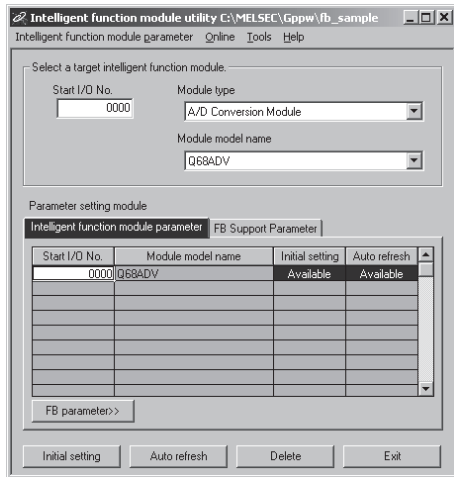 Intelligent function module utility C:\MELSEC\Gppw\fb_sample
Intelligent function module parameter Online Tools Help
Select a target intelligent function module.
Start I/O No. Module type
0000 A/D Conversion Module
Module model name
Q68ADV
Parameter setting module
Intelligent function module parameter FB Support Parameter
Start I/O No. Module model name Initial setting Auto refresh
0000 Q68ADV Available Available
FB parameter>>
Initial setting Auto refresh Delete Exit